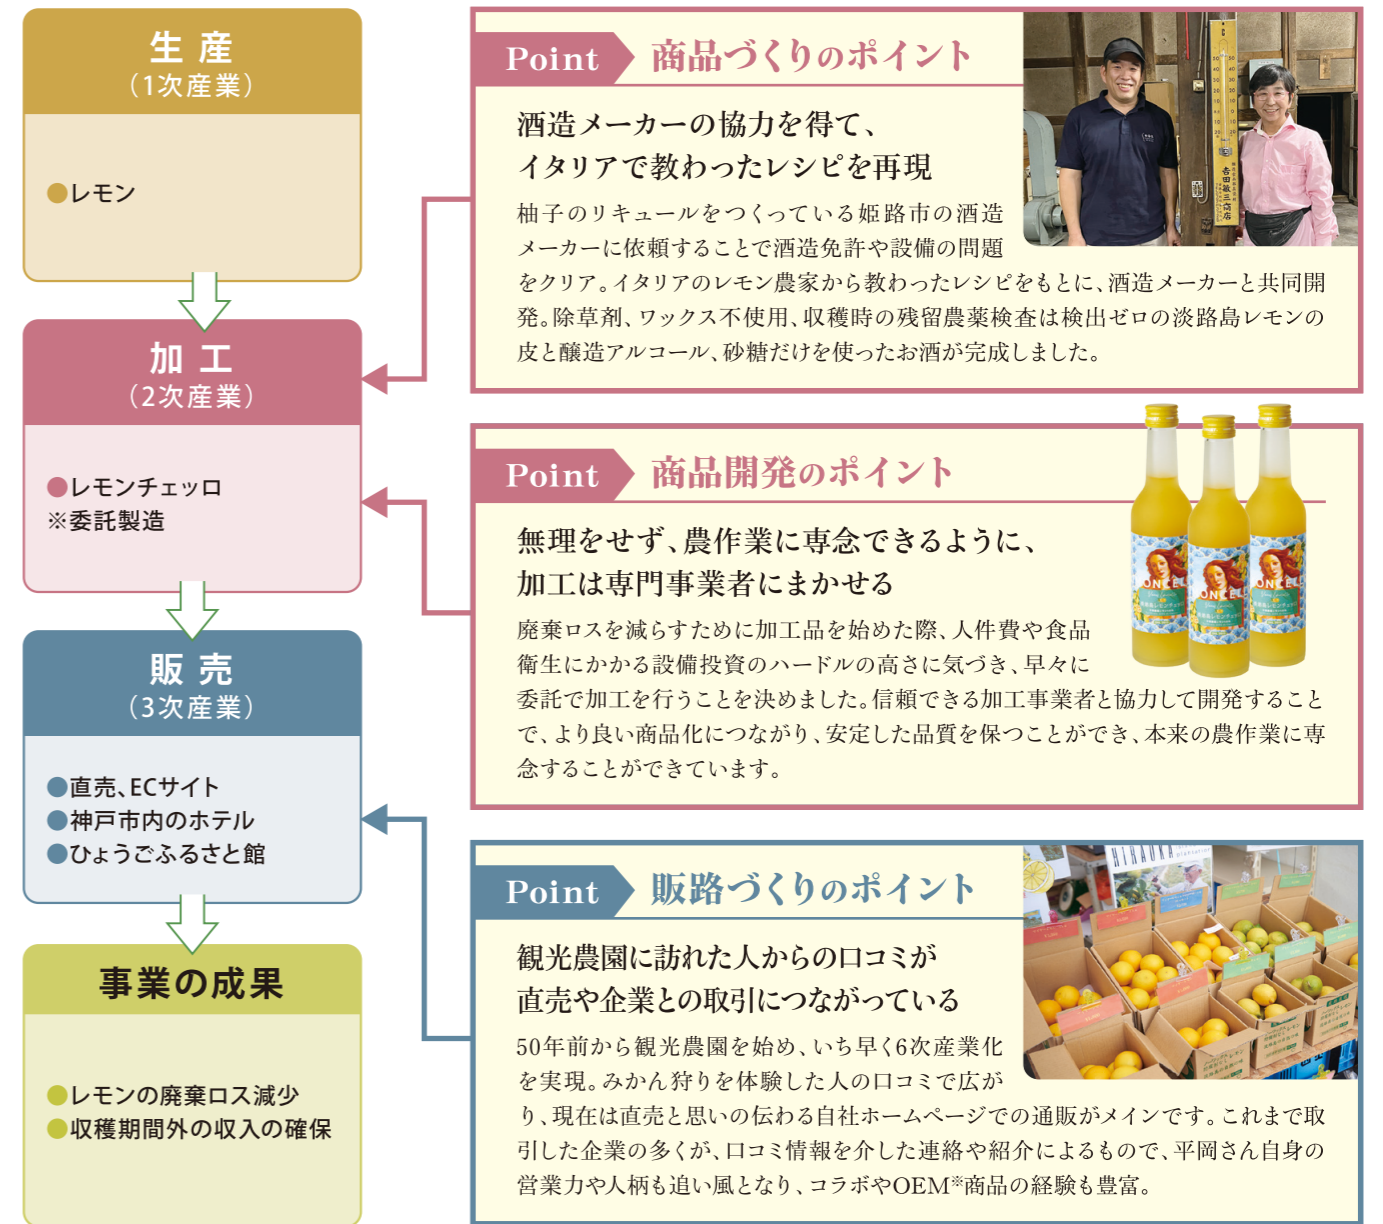 生産
（1次産業）
●レモン
加工
（2次産業）
●レモンチェッロ
※委託製造
販売
（3次産業）
●直売、ECサイト
●神戸市内のホテル
●ひょうごふるさと館
事業の成果
●レモンの廃棄ロス減少
●収穫期間外の収入の確保
Point 商品づくりのポイント
酒造メーカーの協力を得て、
イタリアで教わったレシピを再現
柚子のリキュールをつくっている姫路市の酒造
メーカーに依頼することで酒造免許や設備の問題
をクリア。イタリアのレモン農家から教わったレシピをもとに、酒造メーカーと共同開
発。除草剤、ワックス不使用、収穫時の残留農薬検査は検出ゼロの淡路島レモンの
皮と醸造アルコール、砂糖だけを使ったお酒が完成しました。
吉田敏三商店
Point 商品開発のポイント
無理をせず、農作業に専念できるように、
加工は専門事業者にまかせる
廃棄ロスを減らすために加工品を始めた際、人件費や食品
衛生にかかる設備投資のハードルの高さに気づき、早々に
委託で加工を行うことを決めました。信頼できる加工事業者と協力して開発すること
で、より良い商品化につながり、安定した品質を保つことができ、本来の農作業に専
念することができています。
Point 販路づくりのポイント
観光農園に訪れた人からの口コミが
直売や企業との取引につながっている
50年前から観光農園を始め、いち早く6次産業化
を実現。みかん狩りを体験した人の口コミで広が
り、現在は直売と思いの伝わる自社ホームページでの通販がメインです。これまで取
引した企業の多くが、口コミ情報を介した連絡や紹介によるもので、平岡さん自身の
営業力や人柄も追い風となり、コラボやOEM※商品の経験も豊富。
HIRAOKA